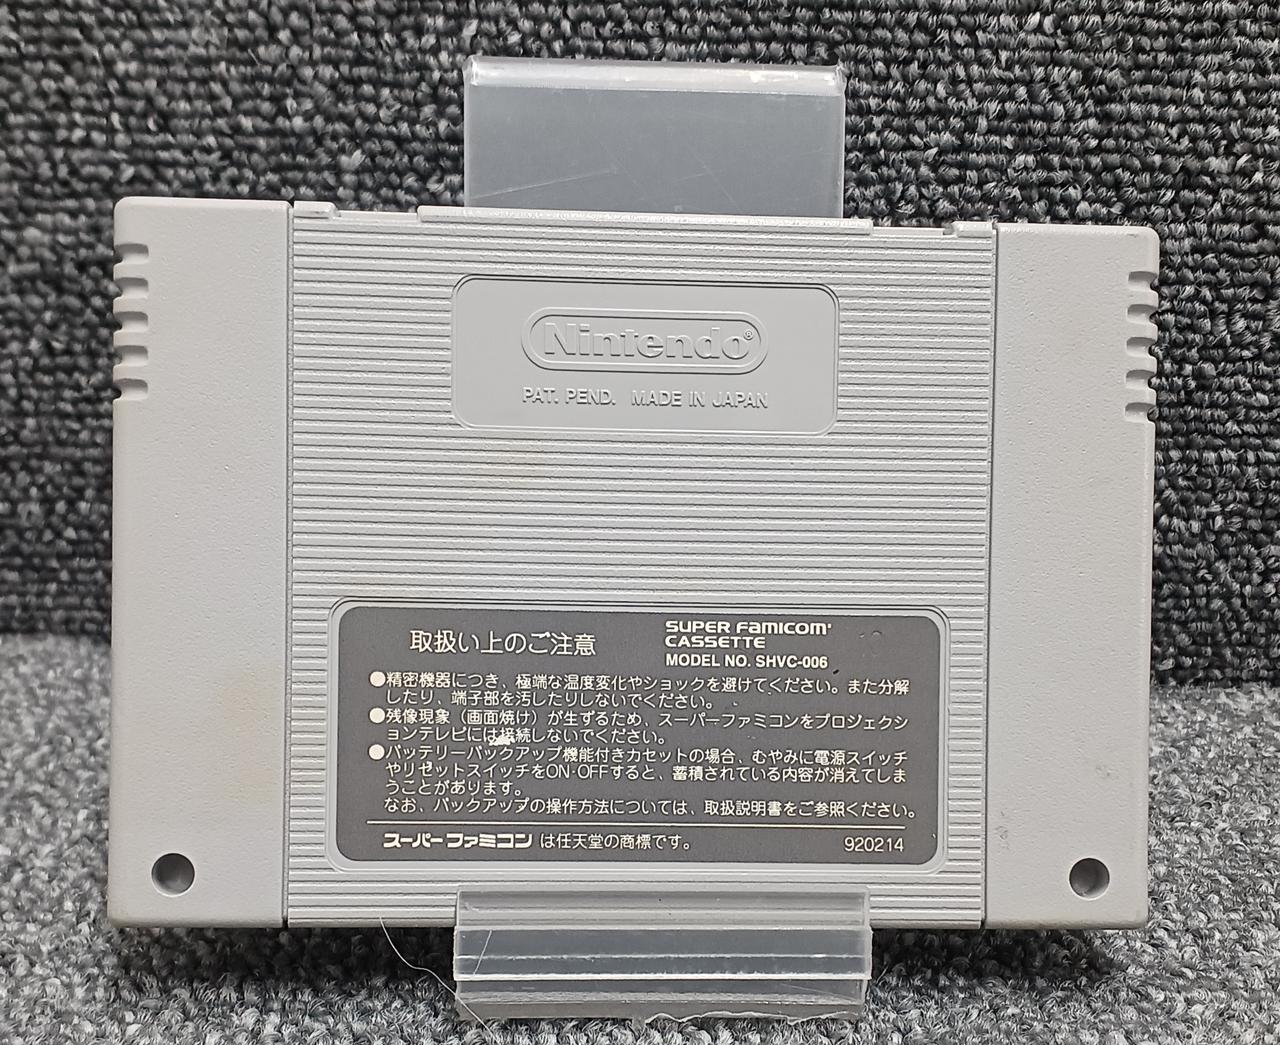 Nintendo®
PAT. PEND. MADE IN JAPAN
取扱い上のご注意
SUPER FAMICOM®
CASSETTE
MODEL NO. SHVC-006
●精密機器につき、極端な温度変化やショックを避けてください。また分解
したり、端子部を汚したりしないでください。
●残像現象（画面焼け）が生ずるため、スーパーファミコンをプロジェクシ
ョンテレビには接続しないでください。
●バッテリーバックアップ機能付きカセットの場合、むやみに電源スイッチ
やリセットスイッチをON・OFFすると、蓄積されている内容が消えてしま
うことがあります。
なお、バックアップの操作方法については、取扱説明書をご参照ください。
スーパーファミコンは任天堂の商標です。 920214